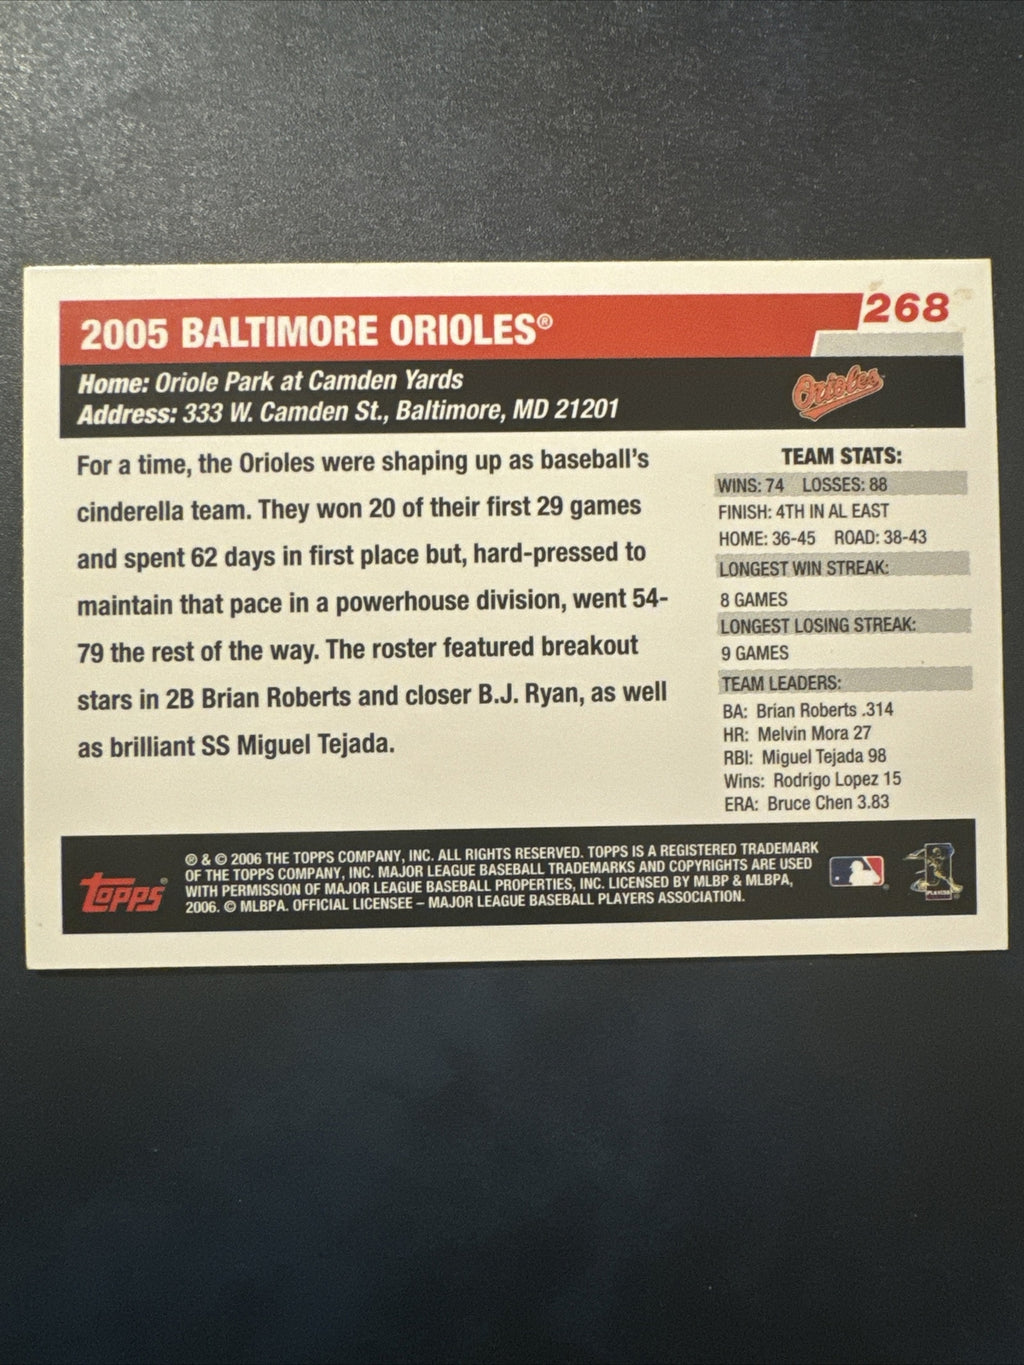 268
2005 BALTIMORE ORIOLES®
Home: Oriole Park at Camden Yards
Address: 333 W. Camden St., Baltimore, MD 21201
Orioles
For a time, the Orioles were shaping up as baseball's
cinderella team. They won 20 of their first 29 games
and spent 62 days in first place but, hard-pressed to
maintain that pace in a powerhouse division, went 54-
79 the rest of the way. The roster featured breakout
stars in 2B Brian Roberts and closer B.J. Ryan, as well
as brilliant SS Miguel Tejada.
TEAM STATS:
WINS: 74 LOSSES: 88
FINISH: 4TH IN AL EAST
HOME: 36-45 ROAD: 38-43
LONGEST WIN STREAK:
8 GAMES
LONGEST LOSING STREAK:
9 GAMES
TEAM LEADERS:
BA: Brian Roberts .314
HR: Melvin Mora 27
RBI: Miguel Tejada 98
Wins: Rodrigo Lopez 15
ERA: Bruce Chen 3.83
Topps®
® & © 2006 THE TOPPS COMPANY, INC. ALL RIGHTS RESERVED. TOPPS IS A REGISTERED TRADEMARK
OF THE TOPPS COMPANY, INC. MAJOR LEAGUE BASEBALL TRADEMARKS AND COPYRIGHTS ARE USED
WITH PERMISSION OF MAJOR LEAGUE BASEBALL PROPERTIES, INC. LICENSED BY MLBP & MLBPA,
2006. © MLBPA. OFFICIAL LICENSEE – MAJOR LEAGUE BASEBALL PLAYERS ASSOCIATION.